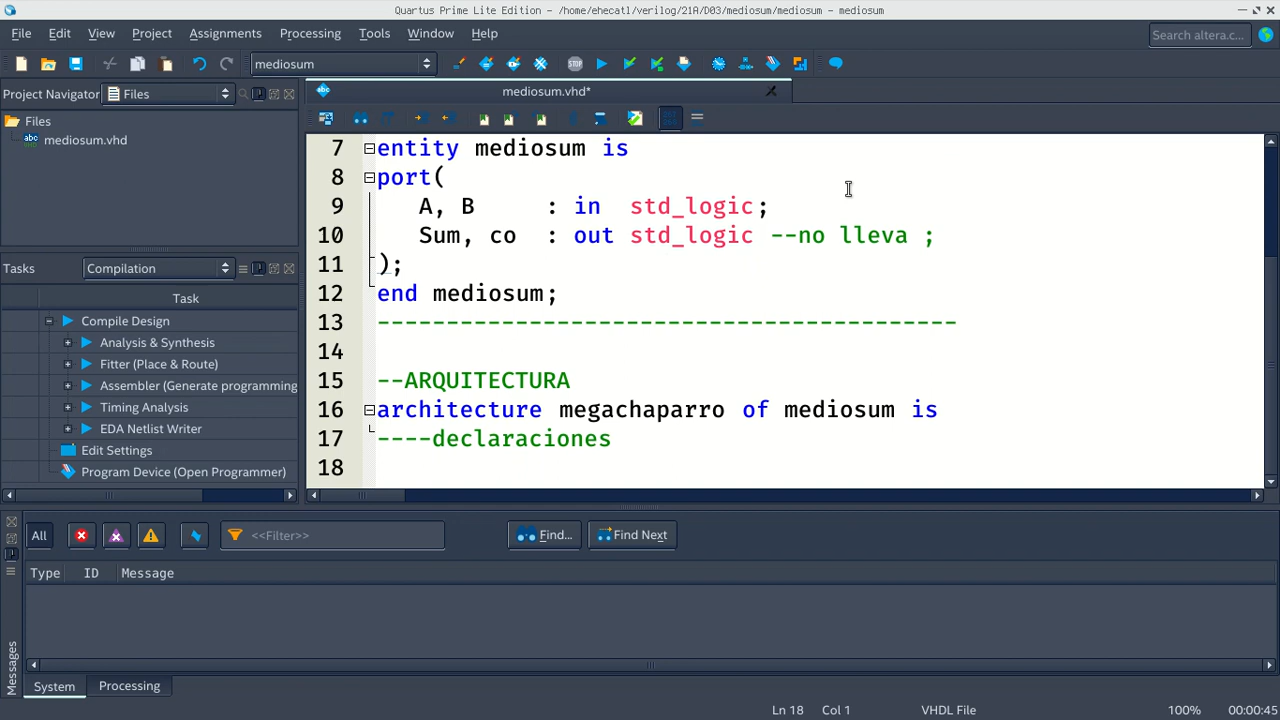 Quartus Prime Lite Edition - /home/ehecatl/verilog/21A/D03/mediosum/mediosum - mediosum
File Edit View Project Assignments Processing Tools Window Help
Search altera.c...
mediosum
Project Navigator Files
mediosum.vhd*
Files
mediosum.vhd
7 entity mediosum is
8 port(
9 A, B : in std_logic;
10 Sum, co : out std_logic --no lleva ;
11 );
12 end mediosum;
13 ------------------------------------------
14
15 --ARQUITECTURA
16 architecture megachaparro of mediosum is
17 ----declaraciones
18
Tasks Compilation
Task
Compile Design
Analysis & Synthesis
Fitter (Place & Route)
Assembler (Generate programming
Timing Analysis
EDA Netlist Writer
Edit Settings
Program Device (Open Programmer)
All <<Filter>> Find... Find Next
Type ID Message
Messages
System Processing
Ln 18 Col 1 VHDL File 100% 00:00:45